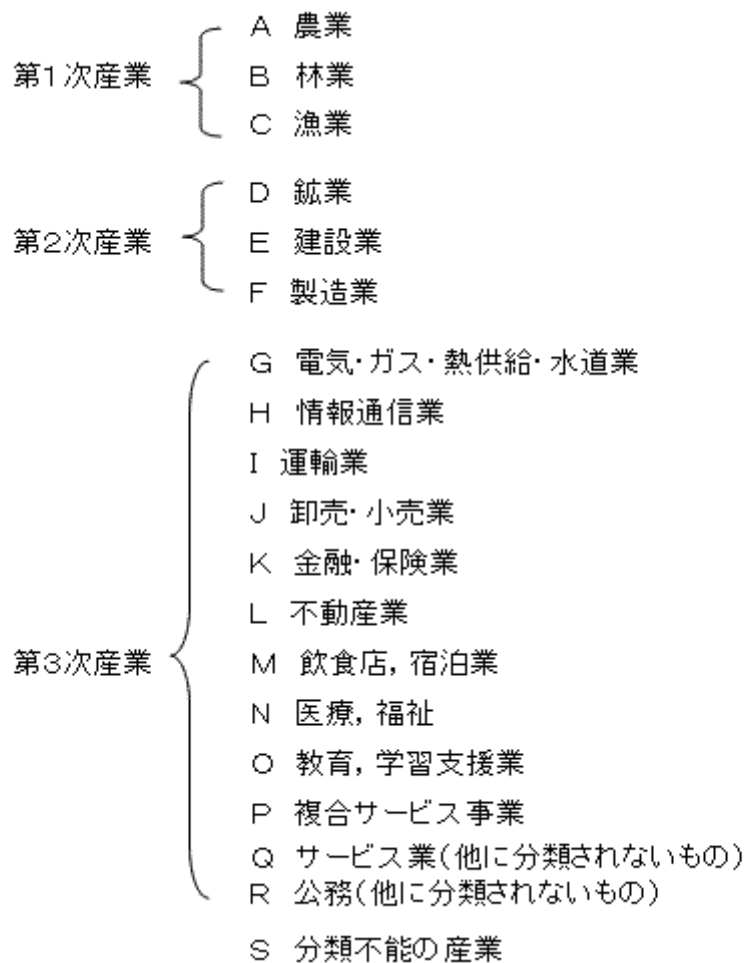 A 農業
第1次産業
B 林業
C 漁業
D 鉱業
第2次産業
E 建設業
F 製造業
G 電気・ガス・熱供給・水道業
H 情報通信業
I 運輸業
J 卸売・小売業
K 金融・保険業
L 不動産業
第3次産業
M 飲食店，宿泊業
N 医療，福祉
O 教育，学習支援業
P 複合サービス事業
Q サービス業(他に分類されないもの)
R 公務(他に分類されないもの)
S 分類不能の産業